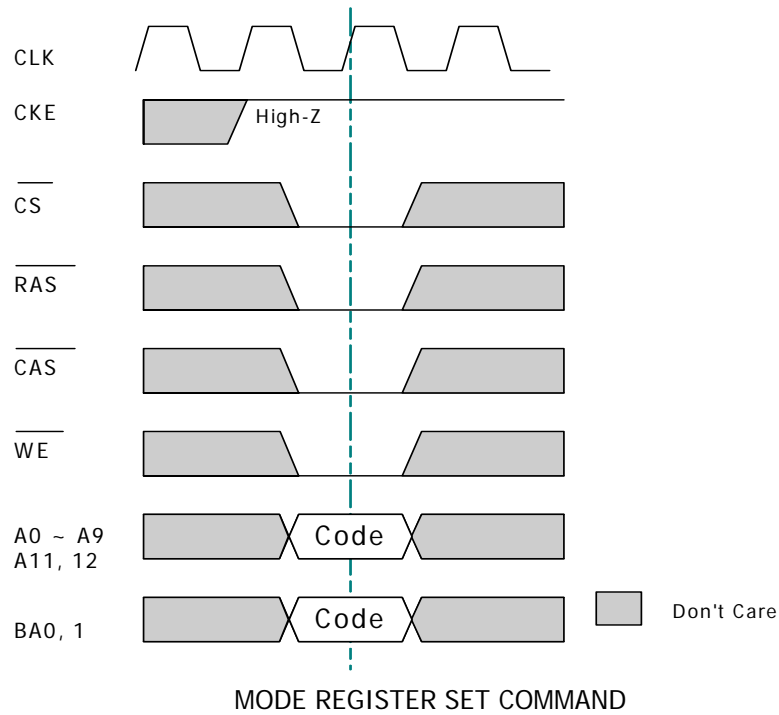 CLK
CKE
High-Z
CS
RAS
CAS
WE
A0 ~ A9
A11, 12
Code
BA0, 1
Code
Don't Care
MODE REGISTER SET COMMAND